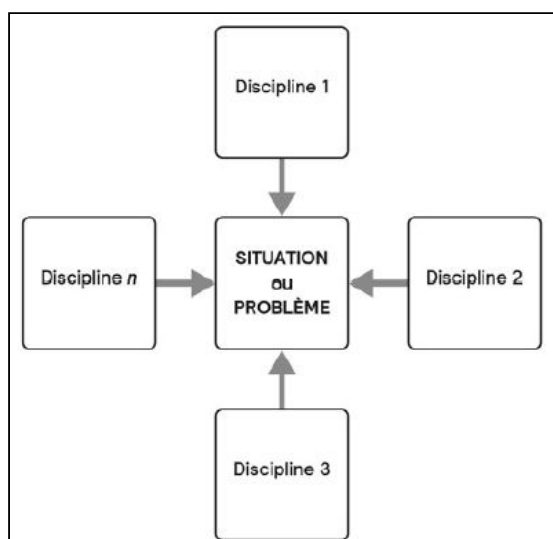 Discipline 1
Discipline n
SITUATION
ou
PROBLÈME
Discipline 2
Discipline 3